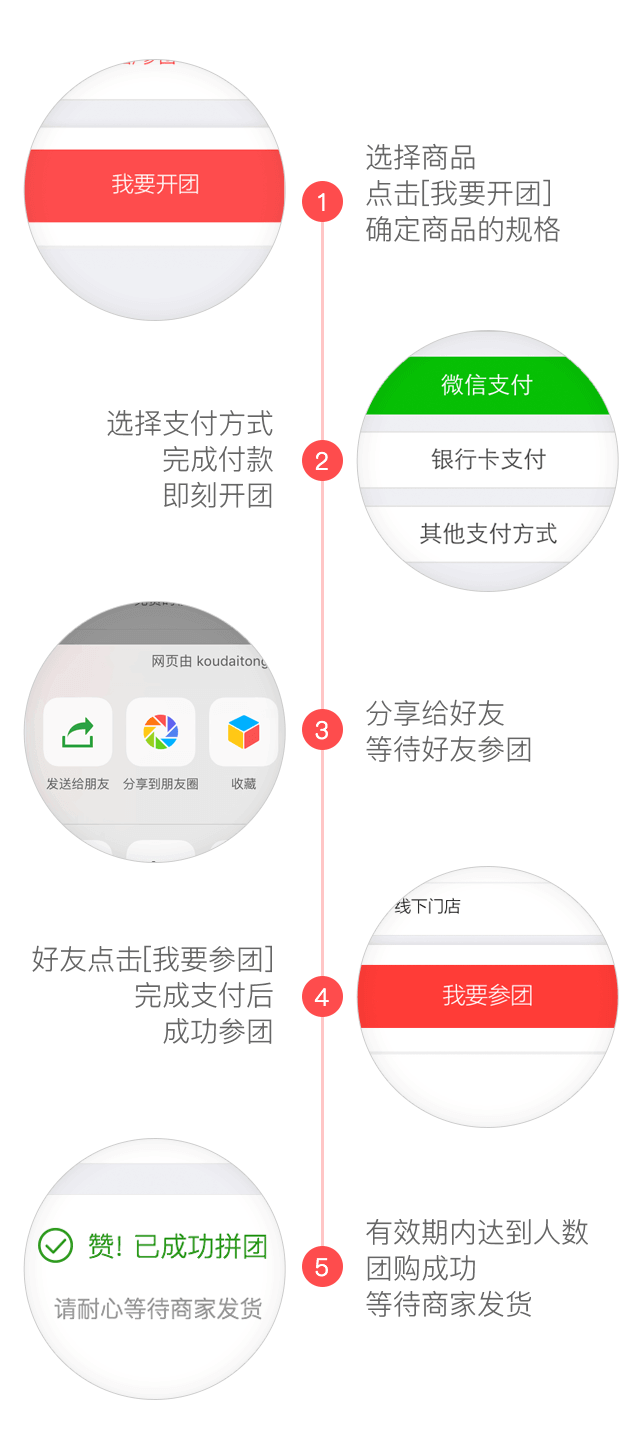 我要开团
1
选择商品
点击[我要开团]
确定商品的规格
选择支付方式
完成付款
即刻开团
2
微信支付
银行卡支付
其他支付方式
网页由 koudaitong
发送给朋友
分享到朋友圈
收藏
3
分享给好友
等待好友参团
好友点击[我要参团]
完成支付后
成功参团
4
线下门店
我要参团
赞! 已成功拼团
请耐心等待商家发货
5
有效期内达到人数
团购成功
等待商家发货